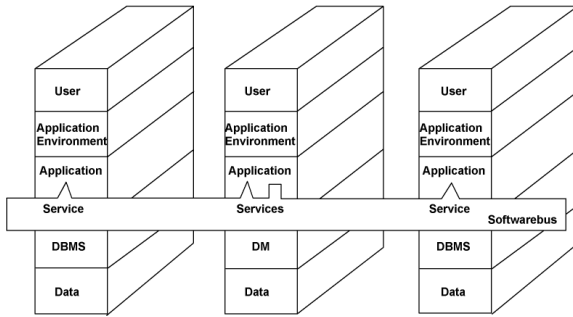 User
Application
Environment
Application
Service
DBMS
Data
User
Application
Environment
Application
Services
DM
Data
User
Application
Environment
Application
Service
DBMS
Data
Softwarebus